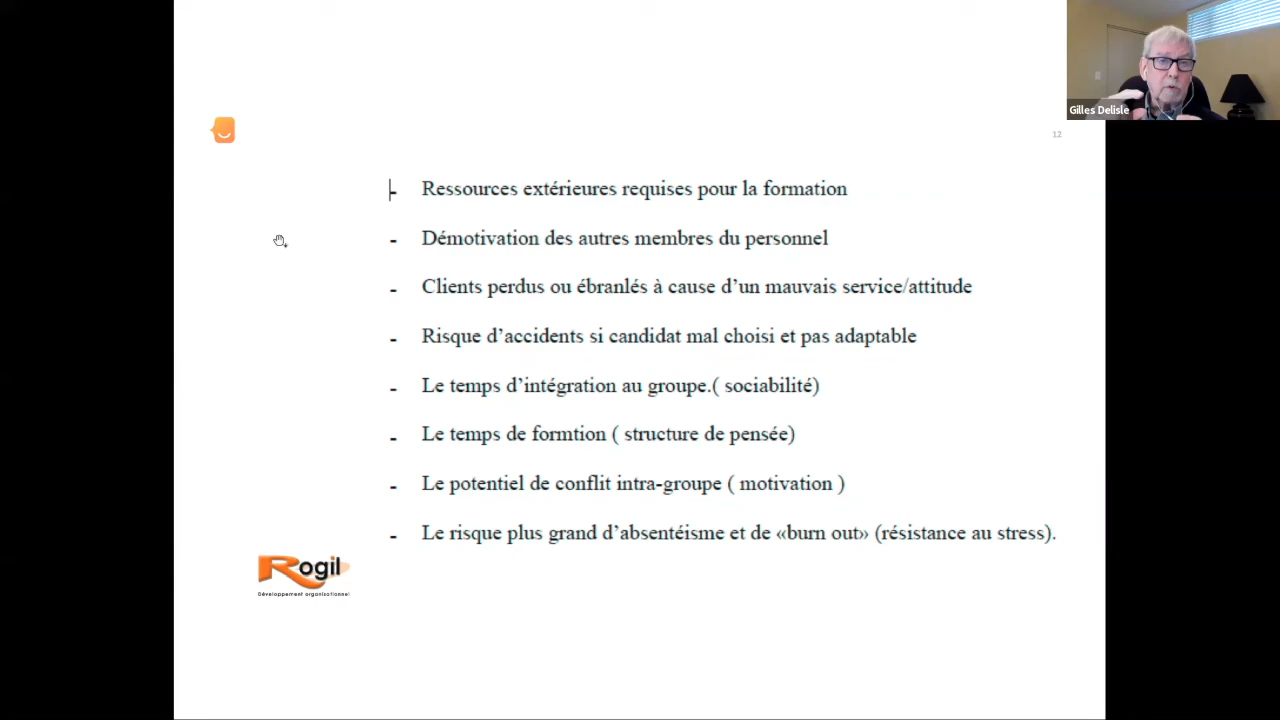 Gilles Delisle
12
- Ressources extérieures requises pour la formation
- Démotivation des autres membres du personnel
- Clients perdus ou ébranlés à cause d’un mauvais service/attitude
- Risque d’accidents si candidat mal choisi et pas adaptable
- Le temps d’intégration au groupe.( sociabilité)
- Le temps de formtion ( structure de pensée)
- Le potentiel de conflit intra-groupe ( motivation )
- Le risque plus grand d’absentéisme et de «burn out» (résistance au stress).
Rogil
Développement organisationnel